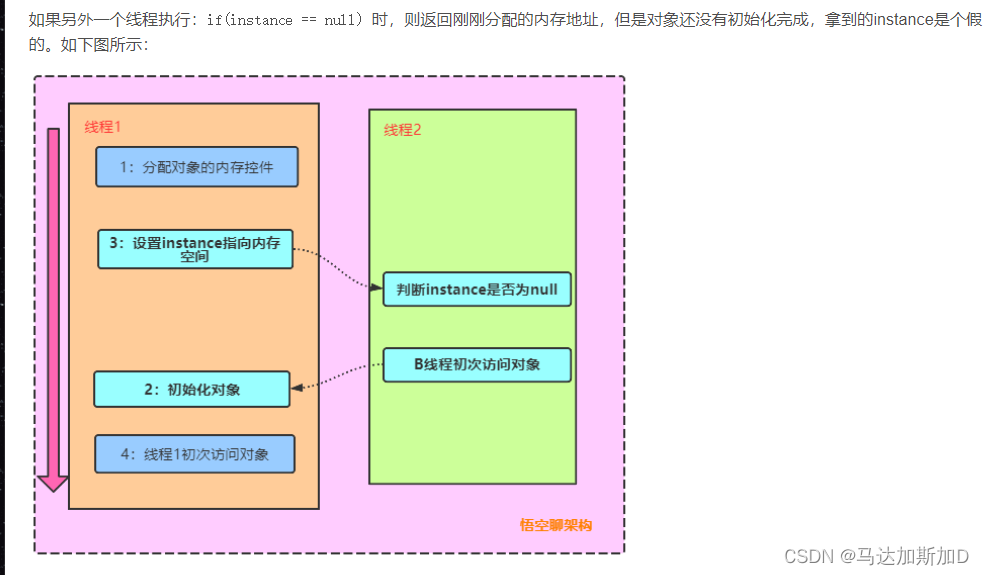 如果另外一个线程执行：if(instance == null) 时，则返回刚刚分配的内存地址，但是对象还没有初始化完成，拿到的instance是个假
的。如下图所示：
线程1
1：分配对象的内存控件
3：设置instance指向内存
空间
2：初始化对象
4：线程1初次访问对象
线程2
判断instance是否为null
B线程初次访问对象
悟空聊架构
CSDN @马达加斯加D